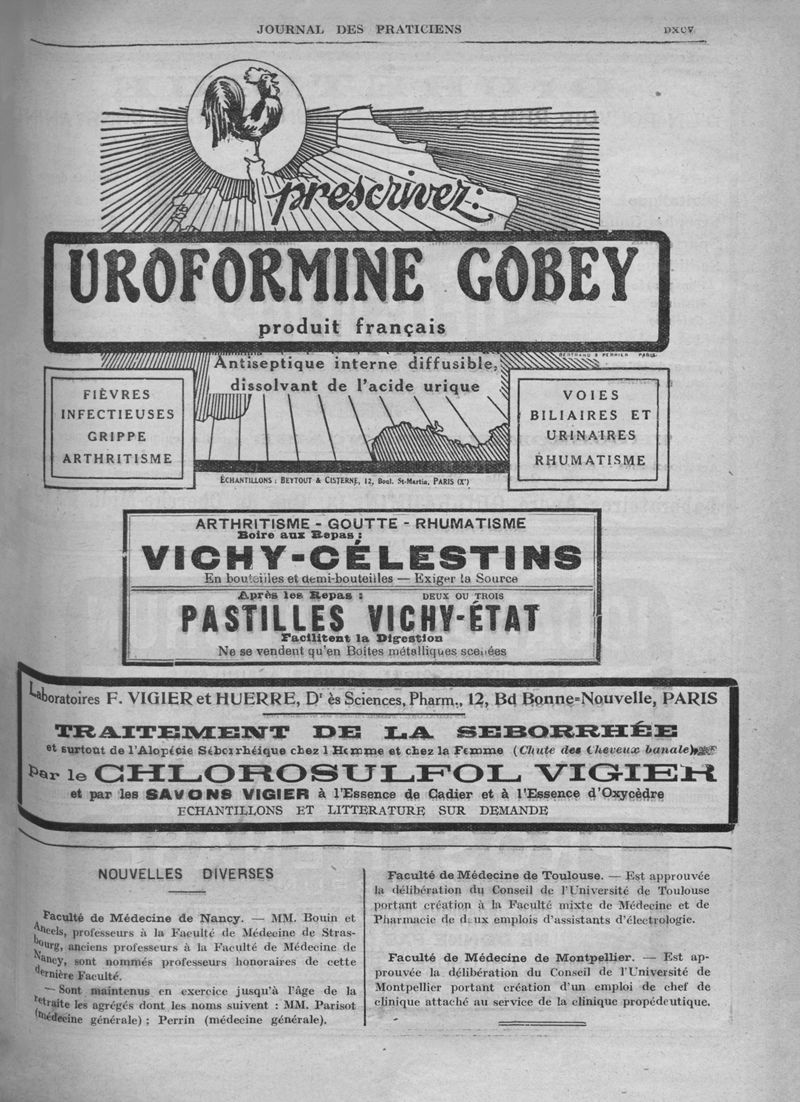 JOURNAL DES PRATICIENS
DXCV
prescrivez:
UROFORMINE GOBEY
produit français
BERTRAND & PERRIER PARIS
Antiseptique interne diffusible,
dissolvant de l'acide urique
FIÈVRES
INFECTIEUSES
GRIPPE
ARTHRITISME
VOIES
BILIAIRES ET
URINAIRES
RHUMATISME
ÉCHANTILLONS : BEYTOUT & CISTERNE, 12, Boul. St-Martin, PARIS (Xe)
ARTHRITISME - GOUTTE - RHUMATISME
Boire aux Repas :
VICHY-CÉLESTINS
En bouteilles et demi-bouteilles — Exiger la Source
Après les Repas : DEUX OU TROIS
PASTILLES VICHY-ÉTAT
Facilitent la Digestion
Ne se vendent qu'en Boîtes métalliques scellées
Laboratoires F. VIGIER et HUERRE, Dr ès Sciences, Pharm., 12, Bd Bonne-Nouvelle, PARIS
TRAITEMENT DE LA SEBORRHÉE
et surtout de l'Alopécie Séborrhéique chez l'Homme et chez la Femme (Chute des Cheveux banale)
Par le CHLOROSULFOL VIGIER
et par les SAVONS VIGIER à l'Essence de Cadier et à l'Essence d'Oxycèdre
ECHANTILLONS ET LITTERATURE SUR DEMANDE
NOUVELLES DIVERSES
Faculté de Médecine de Nancy. — MM. Bouin et
Ancels, professeurs à la Faculté de Médecine de Stras-
bourg, anciens professeurs à la Faculté de Médecine de
Nancy, sont nommés professeurs honoraires de cette
dernière Faculté.
— Sont maintenus en exercice jusqu'à l'âge de la
retraite les agrégés dont les noms suivent : MM. Parisot
(médecine générale) ; Perrin (médecine générale).
Faculté de Médecine de Toulouse. — Est approuvée
la délibération du Conseil de l'Université de Toulouse
portant création à la Faculté mixte de Médecine et de
Pharmacie de deux emplois d'assistants d'électrologie.
Faculté de Médecine de Montpellier. — Est ap-
prouvée la délibération du Conseil de l'Université de
Montpellier portant création d'un emploi de chef de
clinique attaché au service de la clinique propédeutique.